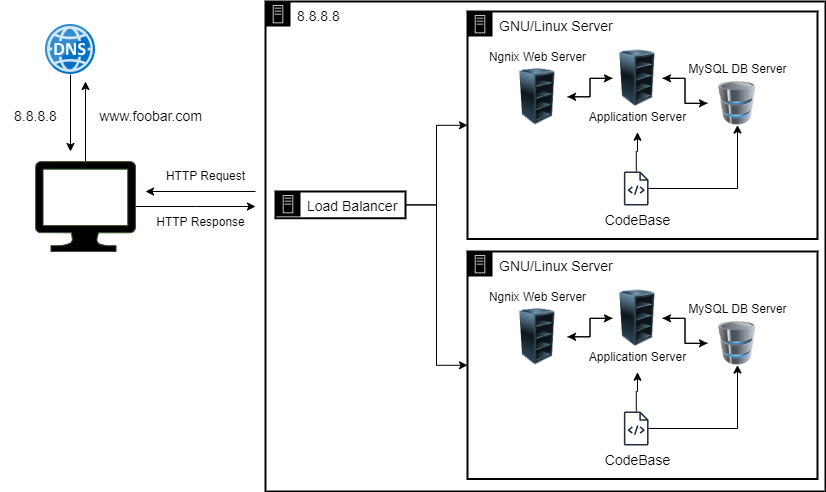 DNS
8.8.8.8
www.foobar.com
HTTP Request
HTTP Response
8.8.8.8
Load Balancer
GNU/Linux Server
Ngnix Web Server
MySQL DB Server
Application Server
</>
CodeBase
GNU/Linux Server
Ngnix Web Server
MySQL DB Server
Application Server
</>
CodeBase